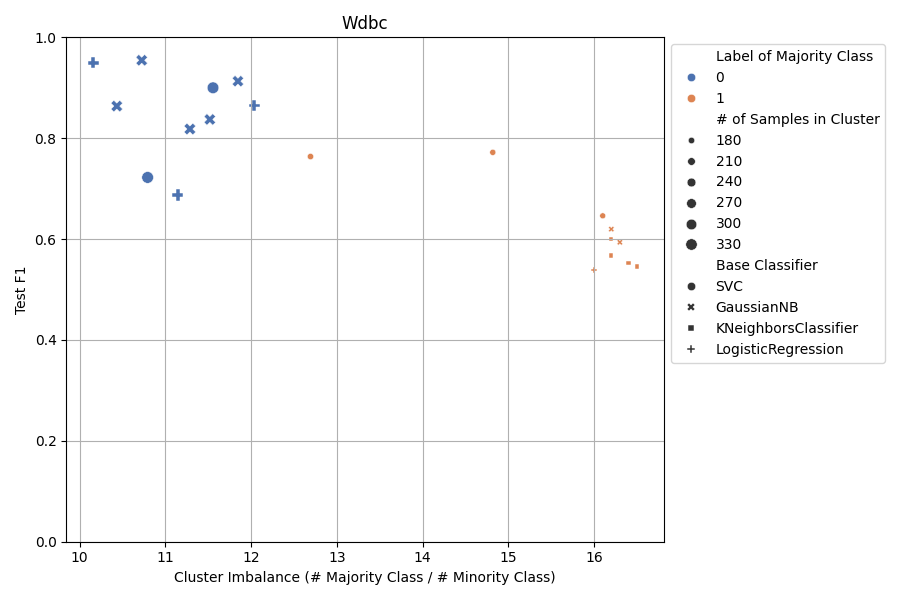 Wdbc
1.0
0.8
0.6
0.4
0.2
0.0
Test F1
10 11 12 13 14 15 16
Cluster Imbalance (# Majority Class / # Minority Class)
Label of Majority Class
0
1
# of Samples in Cluster
180
210
240
270
300
330
Base Classifier
SVC
GaussianNB
KNeighborsClassifier
LogisticRegression